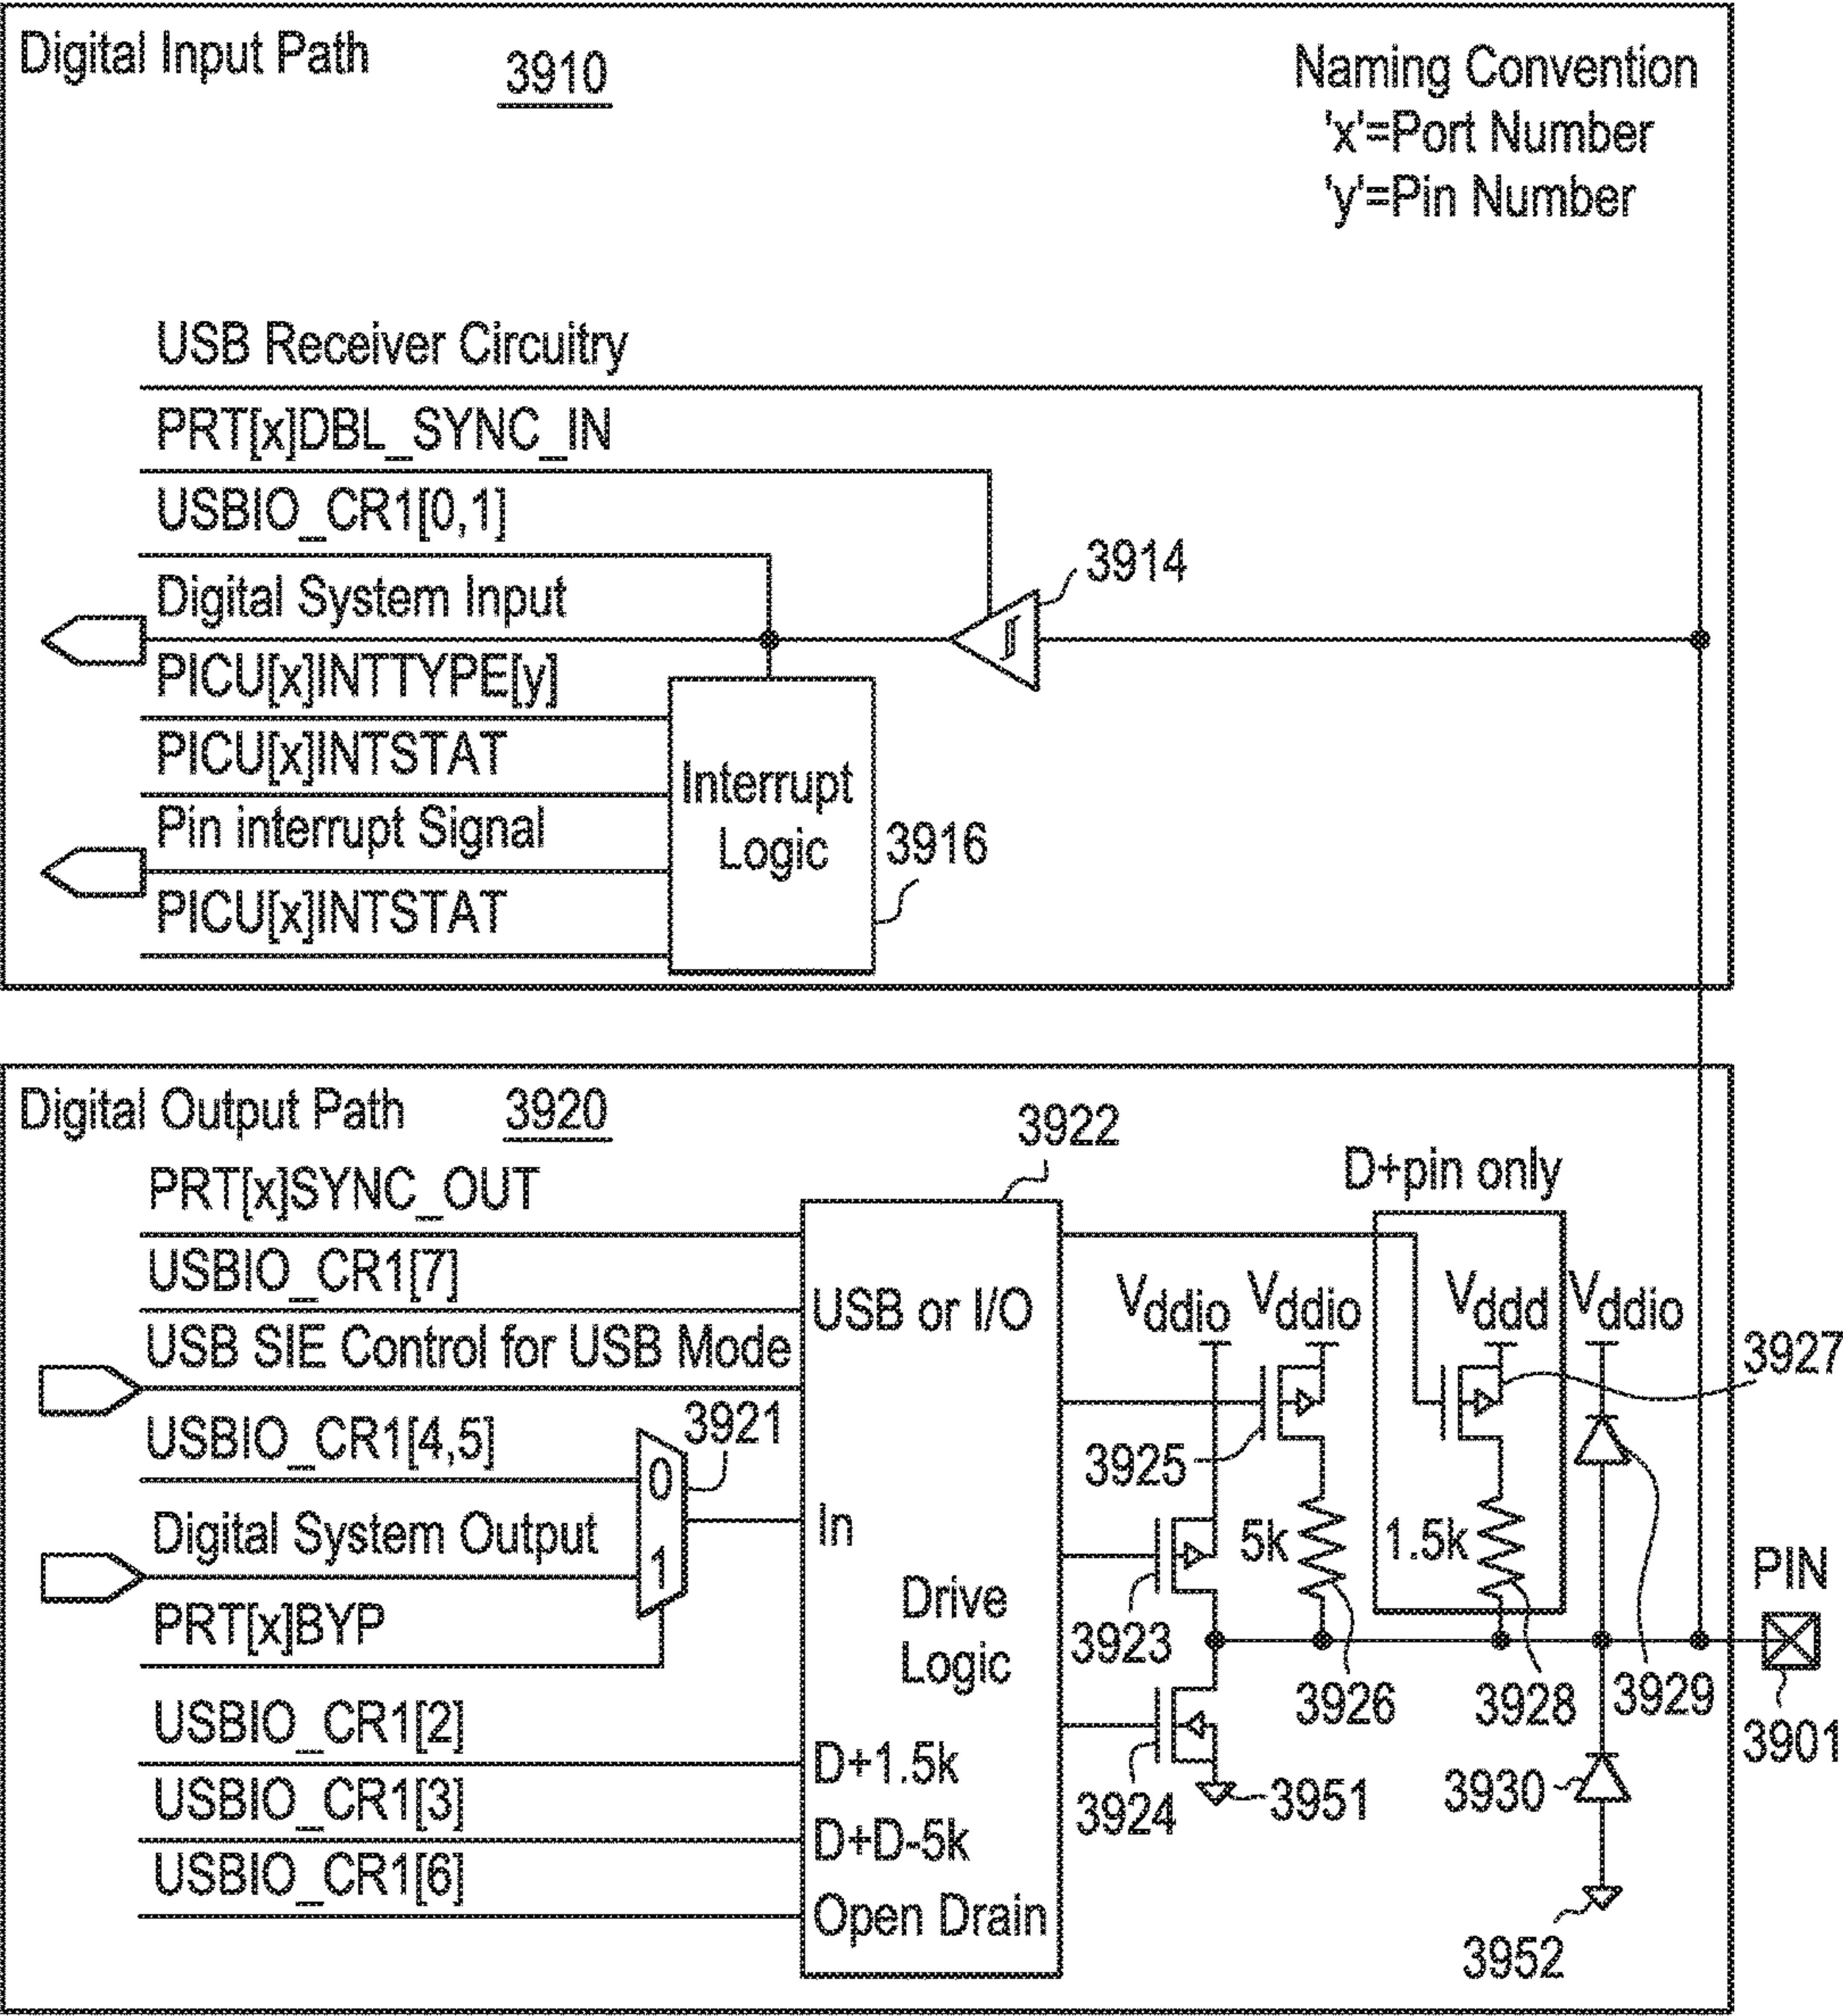 Digital Input Path
3910
Naming Convention
'x'=Port Number
'y'=Pin Number
USB Receiver Circuitry
PRT[x]DBL_SYNC_IN
USBIO_CR1[0,1]
3914
Digital System Input
PICU[x]INTTYPE[y]
PICU[x]INTSTAT
Interrupt
Logic
Pin interrupt Signal
3916
PICU[x]INTSTAT
Digital Output Path
3920
3922
D+pin only
PRT[x]SYNC_OUT
USBIO_CR1[7]
USB or I/O
Vddio
Vddio
Vddd
Vddio
USB SIE Control for USB Mode
3927
USBIO_CR1[4,5]
3921
0
3925
Digital System Output
In
5k
1.5k
1
PIN
PRT[x]BYP
Drive
Logic
3923
3926
3928
3929
3901
USBIO_CR1[2]
D+1.5k
3924
3951
3930
USBIO_CR1[3]
D+D-5k
USBIO_CR1[6]
Open Drain
3952